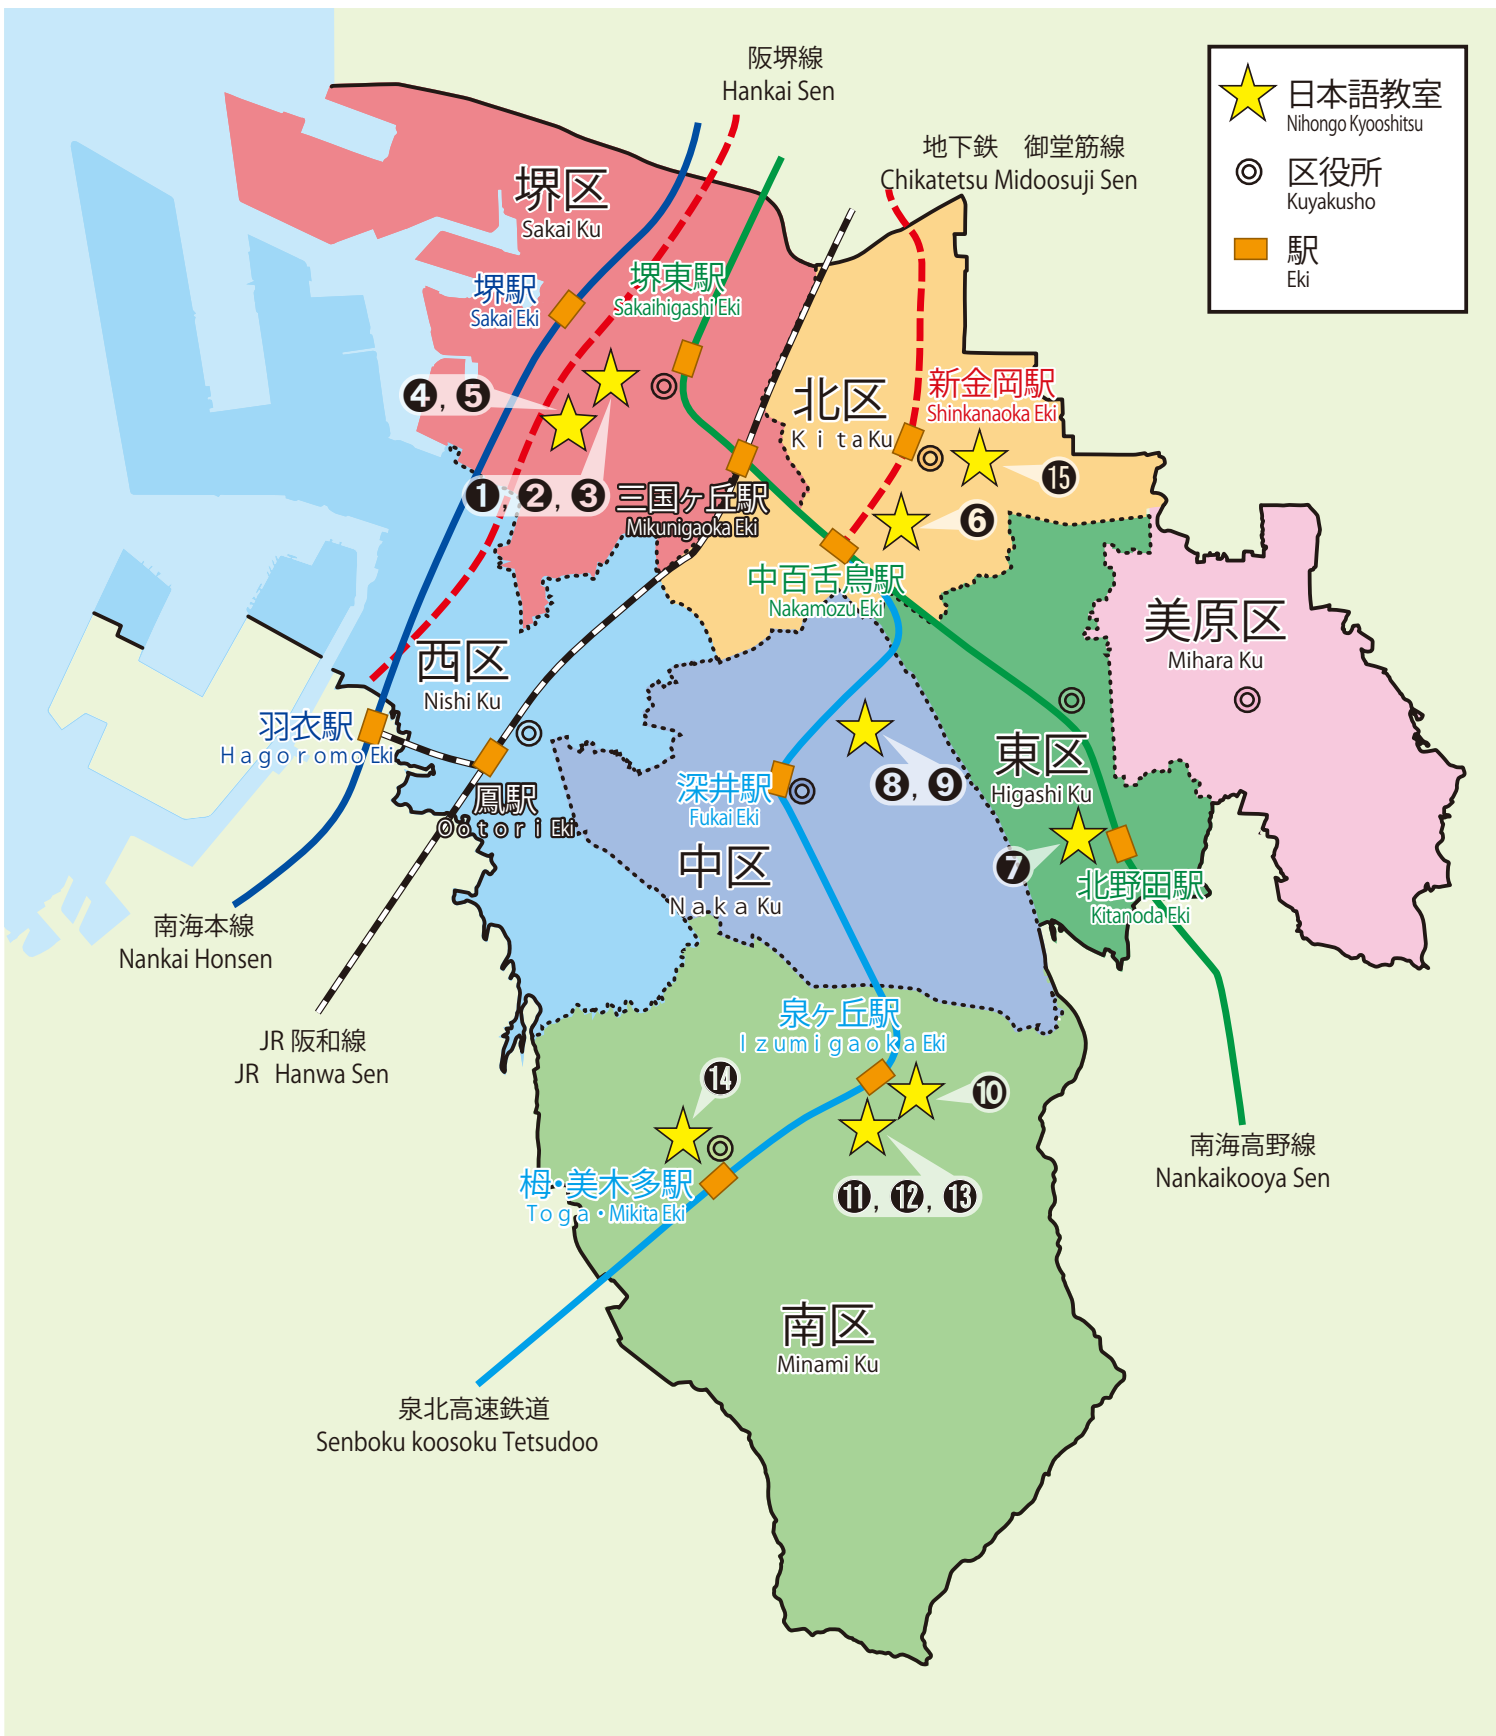 阪堺線
Hankai Sen
地下鉄　御堂筋線
Chikatetsu Midoosuji Sen
日本語教室
Nihongo Kyooshitsu
区役所
Kuyakusho
駅
Eki
堺区
Sakai Ku
堺駅
Sakai Eki
堺東駅
Sakaihigashi Eki
④, ⑤
①, ②, ③
三国ヶ丘駅
Mikunigaoka Eki
北区
Kita Ku
新金岡駅
Shinkanaoka Eki
⑮
⑥
中百舌鳥駅
Nakamozu Eki
美原区
Mihara Ku
西区
Nishi Ku
羽衣駅
Hagoromo Eki
鳳駅
Ootori Eki
深井駅
Fukai Eki
⑧, ⑨
東区
Higashi Ku
⑦
中区
Naka Ku
北野田駅
Kitanoda Eki
南海本線
Nankai Honsen
JR 阪和線
JR Hanwa Sen
泉ヶ丘駅
Izumigaoka Eki
⑭
⑩
⑪, ⑫, ⑬
栂・美木多駅
Toga・Mikita Eki
南海高野線
Nankaikooya Sen
南区
Minami Ku
泉北高速鉄道
Senboku koosoku Tetsudoo